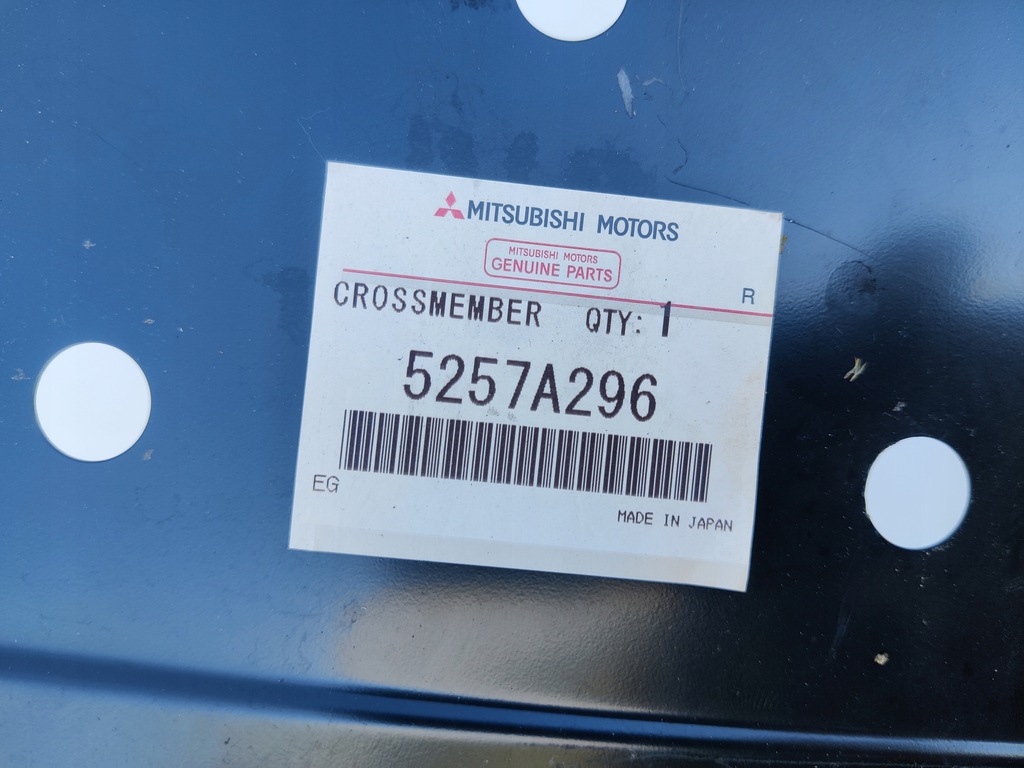 MITSUBISHI MOTORS
MITSUBISHI MOTORS
GENUINE PARTS
R
CROSSMEMBER QTY: 1
5257A296
EG
MADE IN JAPAN